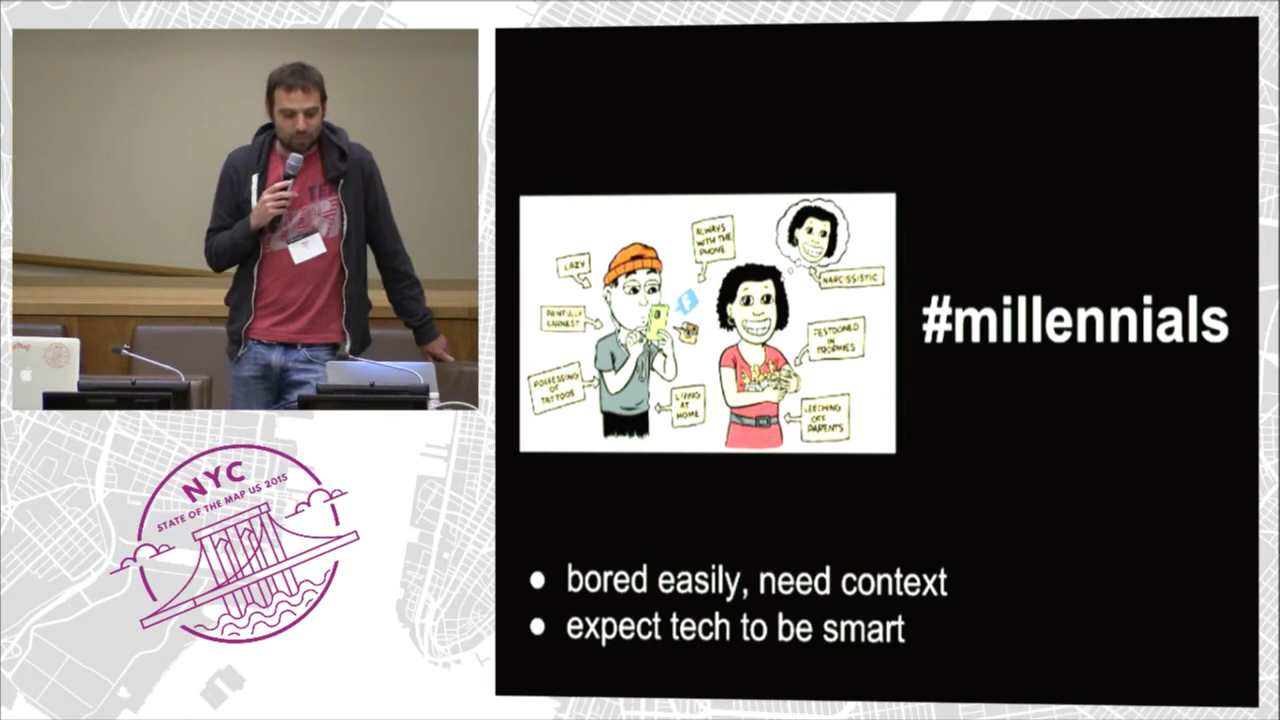 NYC
STATE OF THE MAP US 2015
#millennials
LAZY
ALWAYS
WITH THE
PHONE
NARCISSISTIC
PAINFULLY
EARNEST
FESTOONED
IN
TROPHIES
POSSESSING
OF
TATTOOS
LIVING
AT
HOME
LEECHING
OFF
PARENTS
● bored easily, need context
● expect tech to be smart